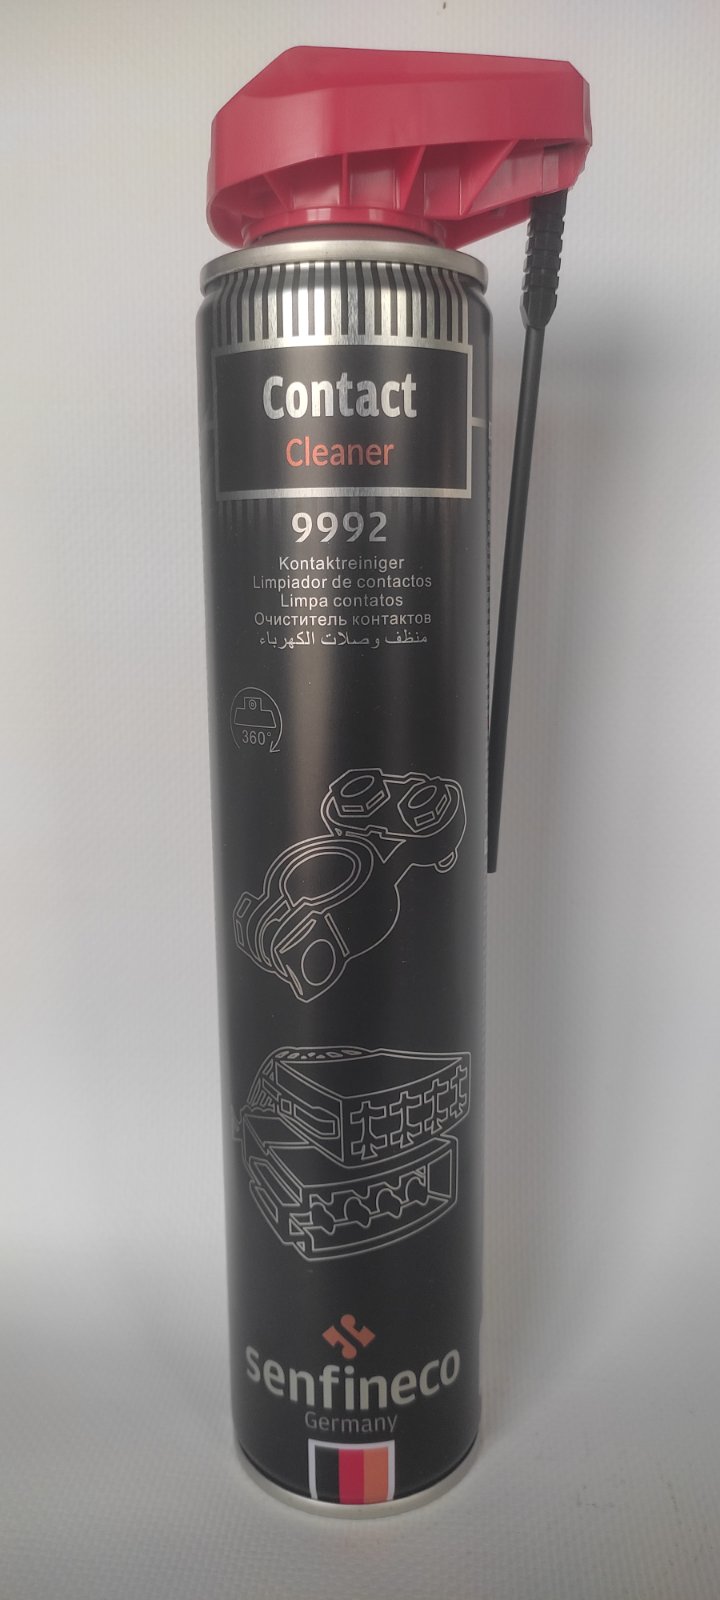 Contact
Cleaner
9992
Kontaktreiniger
Limpiador de contactos
Limpa contatos
Очиститель контактов
منظف وصلات الكهرباء
360°
senfineco
Germany